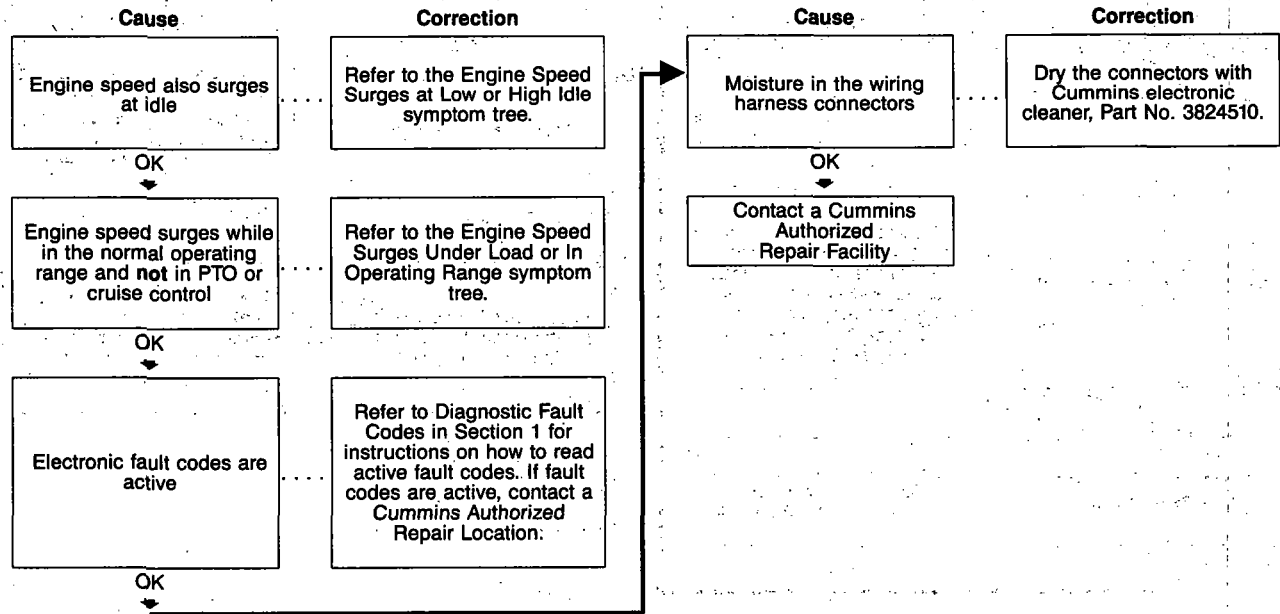 Cause
Correction
Engine speed also surges
at idle
Refer to the Engine Speed
Surges at Low or High Idle
symptom tree.
OK
Engine speed surges while
in the normal operating
range and not in PTO or
cruise control
Refer to the Engine Speed
Surges Under Load or In
Operating Range symptom
tree.
OK
Electronic fault codes are
active
Refer to Diagnostic Fault
Codes in Section 1 for
instructions on how to read
active fault codes. If fault
codes are active, contact a
Cummins Authorized
Repair Location.
OK
Cause
Correction
Moisture in the wiring
harness connectors
Dry the connectors with
Cummins electronic
cleaner, Part No. 3824510.
OK
Contact a Cummins
Authorized
Repair Facility